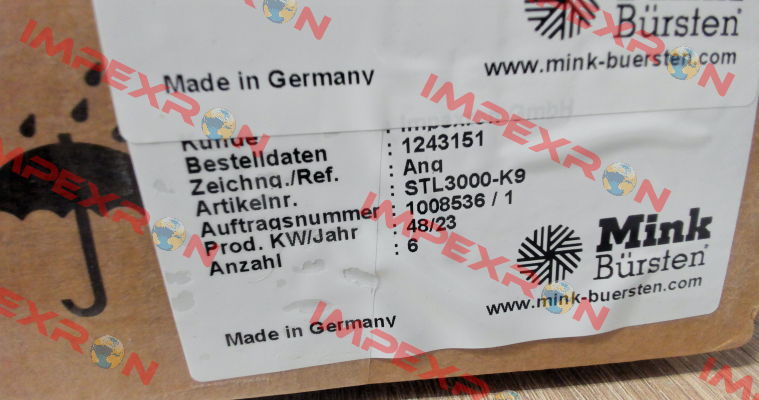 Bürsten
www.mink-buersten.com
Made in Germany
Kunde
Bestelldaten : 1243151
Zeichng./Ref. : Ang
Artikelnr. : STL3000-K9
Auftragsnummer : 1008536 / 1
Prod. KW/Jahr : 48/23
Anzahl : 6
Mink
Bürsten
www.mink-buersten.com
Made in Germany
IMPEXRON
IMPEXRON
IMPEXRON
IMPEXRON
IMPEXRON